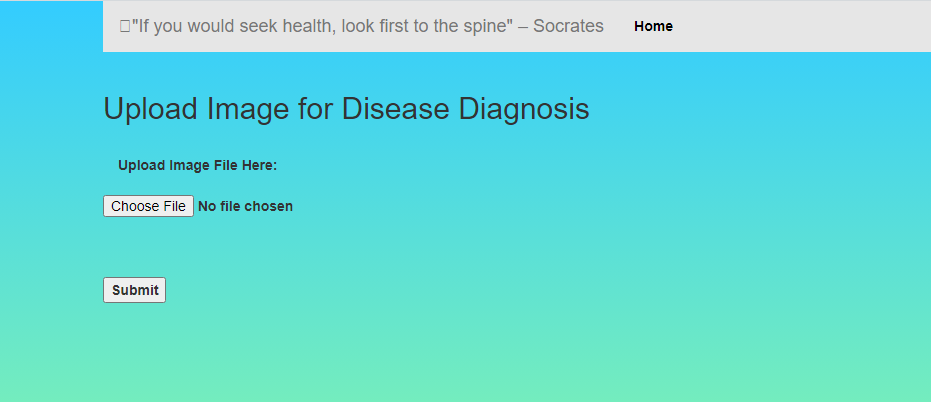 "If you would seek health, look first to the spine" – Socrates Home
Upload Image for Disease Diagnosis
Upload Image File Here:
Choose File No file chosen
Submit